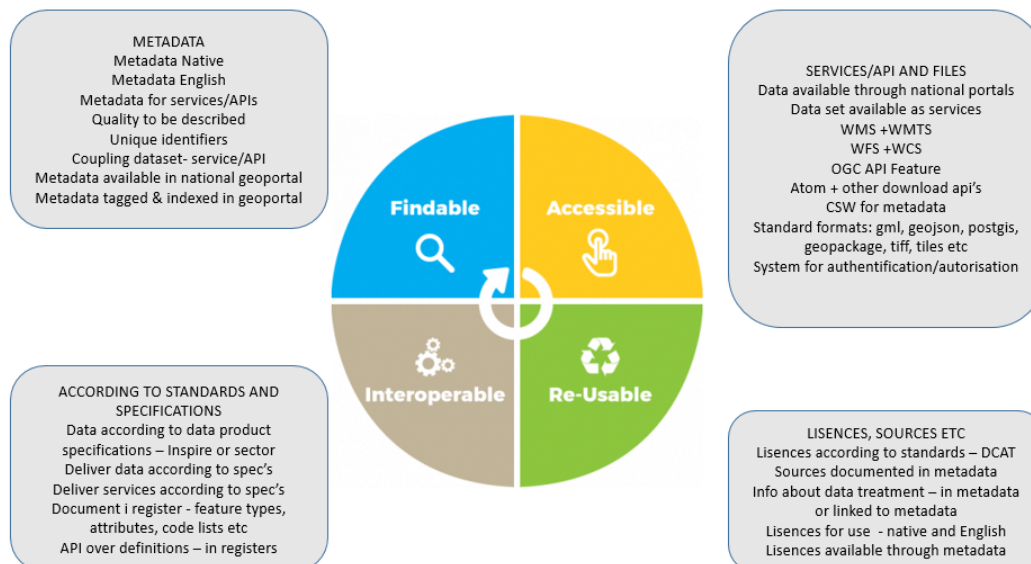 METADATA
Metadata Native
Metadata English
Metadata for services/APIs
Quality to be described
Unique identifiers
Coupling dataset- service/API
Metadata available in national geoportal
Metadata tagged & indexed in geoportal
SERVICES/API AND FILES
Data available through national portals
Data set available as services
WMS +WMTS
WFS +WCS
OGC API Feature
Atom + other download api's
CSW for metadata
Standard formats: gml, geojson, postgis,
geopackage, tiff, tiles etc
System for authentification/autorisation
Findable
Accessible
Interoperable
Re-Usable
ACCORDING TO STANDARDS AND
SPECIFICATIONS
Data according to data product
specifications – Inspire or sector
Deliver data according to spec's
Deliver services according to spec's
Document i register - feature types,
attributes, code lists etc
API over definitions – in registers
LISENCES, SOURCES ETC
Lisences according to standards – DCAT
Sources documented in metadata
Info about data treatment – in metadata
or linked to metadata
Lisences for use  - native and English
Lisences available through metadata